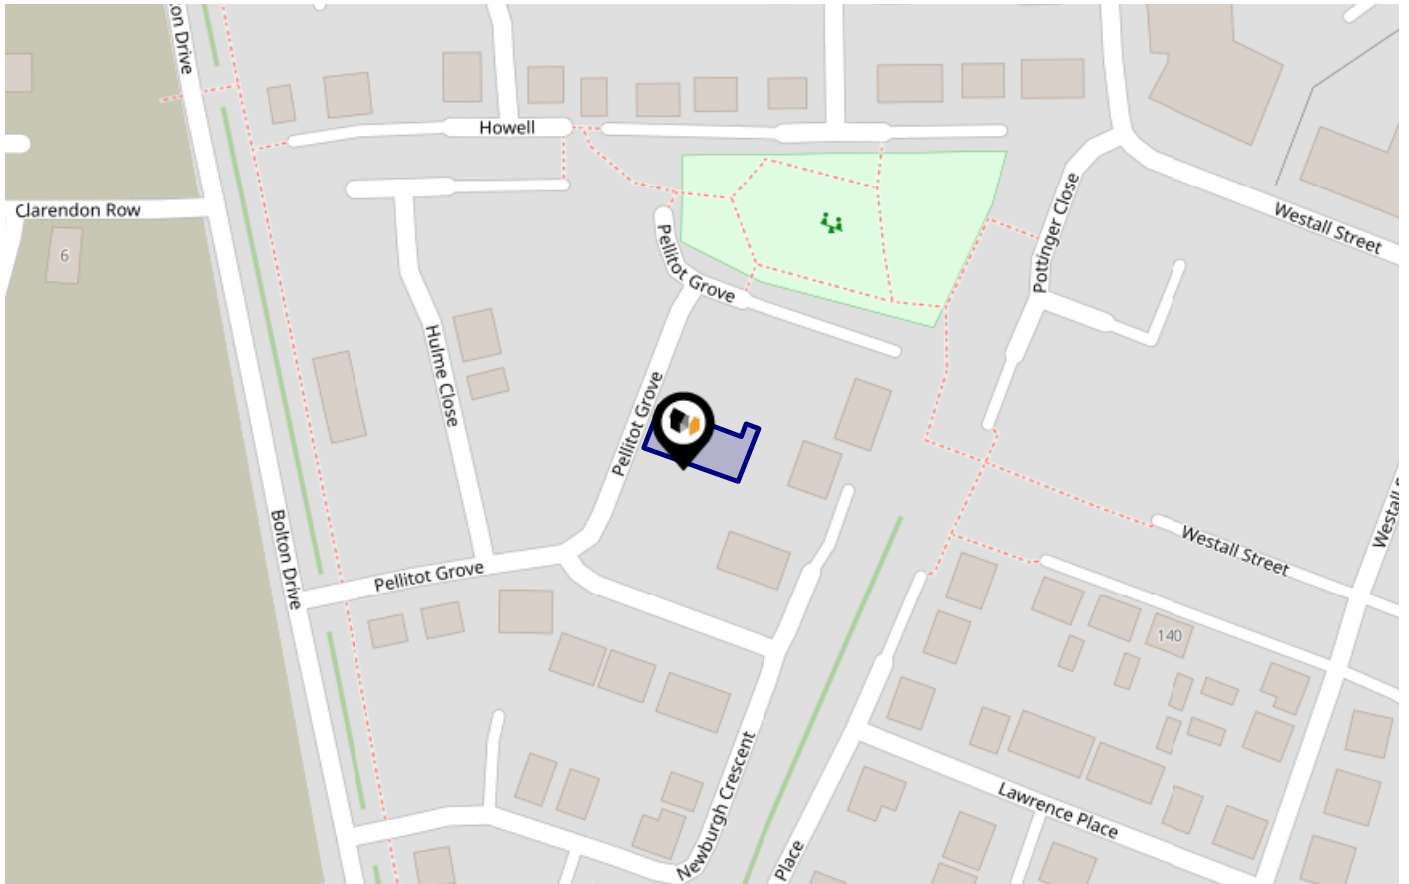 on Drive
Howell
Clarendon Row
6
Pellitot Grove
Pottinger Close
Westall Street
Hulme Close
Pellitot Grove
Bolton Drive
Pellitot Grove
Westall Street
Westall S
140
Newburgh Crescent
Lawrence Place
Place